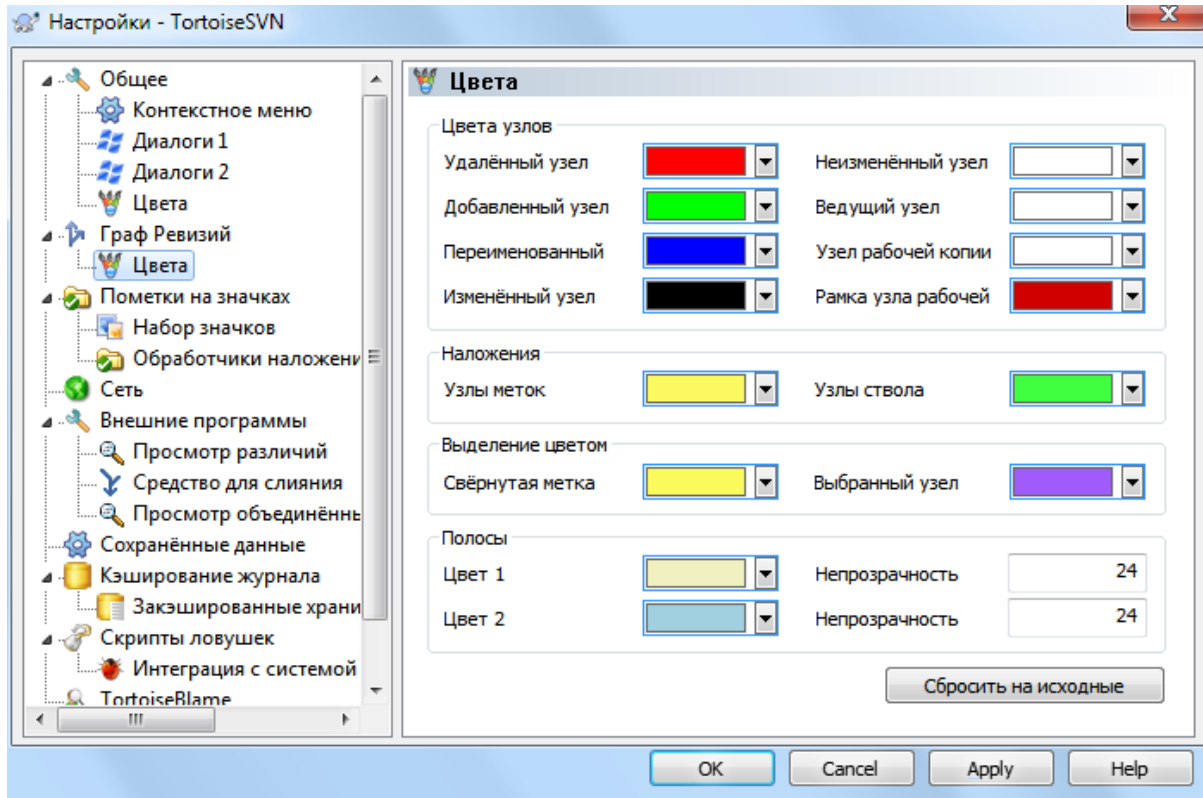 Настройки - TortoiseSVN
Общее
Контекстное меню
Диалоги 1
Диалоги 2
Цвета
Граф Ревизий
Цвета
Пометки на значках
Набор значков
Обработчики наложени
Сеть
Внешние программы
Просмотр различий
Средство для слияния
Просмотр объединённь
Сохранённые данные
Кэширование журнала
Закэшированные храни
Скрипты ловушек
Интеграция с системой
TortoiseBlame
Цвета
Цвета узлов
Удалённый узел
Неизменённый узел
Добавленный узел
Ведущий узел
Переименованный
Узел рабочей копии
Изменённый узел
Рамка узла рабочей
Наложения
Узлы меток
Узлы ствола
Выделение цветом
Свёрнутая метка
Выбранный узел
Полосы
Цвет 1
Непрозрачность
24
Цвет 2
Непрозрачность
24
Сбросить на исходные
OK
Cancel
Apply
Help